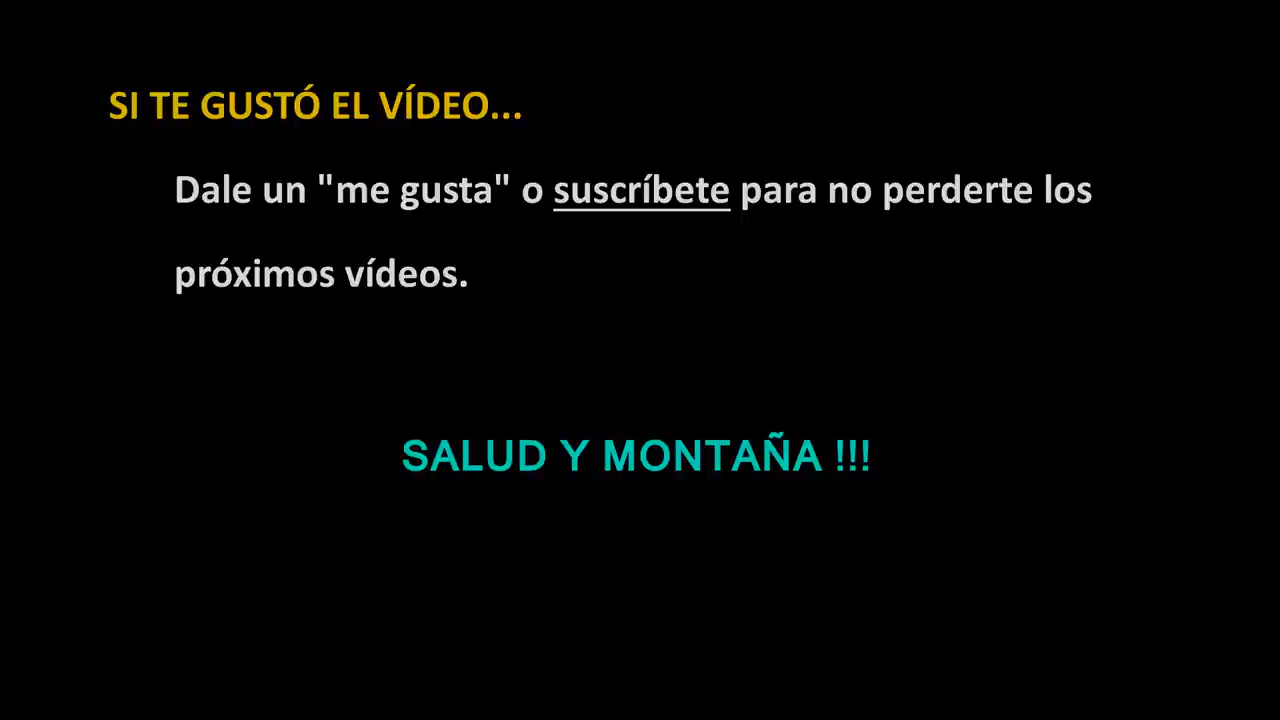 SI TE GUSTÓ EL VÍDEO...
Dale un "me gusta" o suscríbete para no perderte los
próximos vídeos.
SALUD Y MONTAÑA !!!